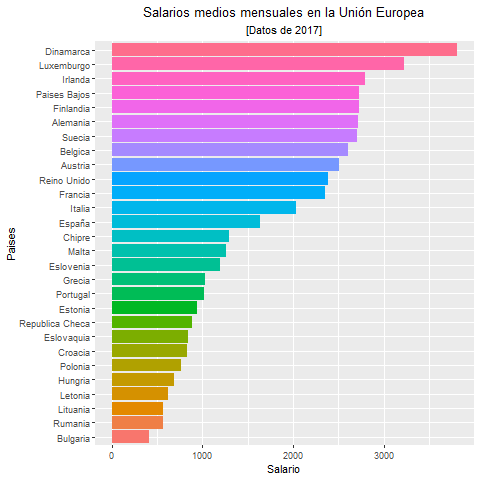 Salarios medios mensuales en la Unión Europea
[Datos de 2017]
Paises
Dinamarca
Luxemburgo
Irlanda
Paises Bajos
Finlandia
Alemania
Suecia
Belgica
Austria
Reino Unido
Francia
Italia
España
Chipre
Malta
Eslovenia
Grecia
Portugal
Estonia
Republica Checa
Eslovaquia
Croacia
Polonia
Hungria
Letonia
Lituania
Rumania
Bulgaria
0 1000 2000 3000
Salario